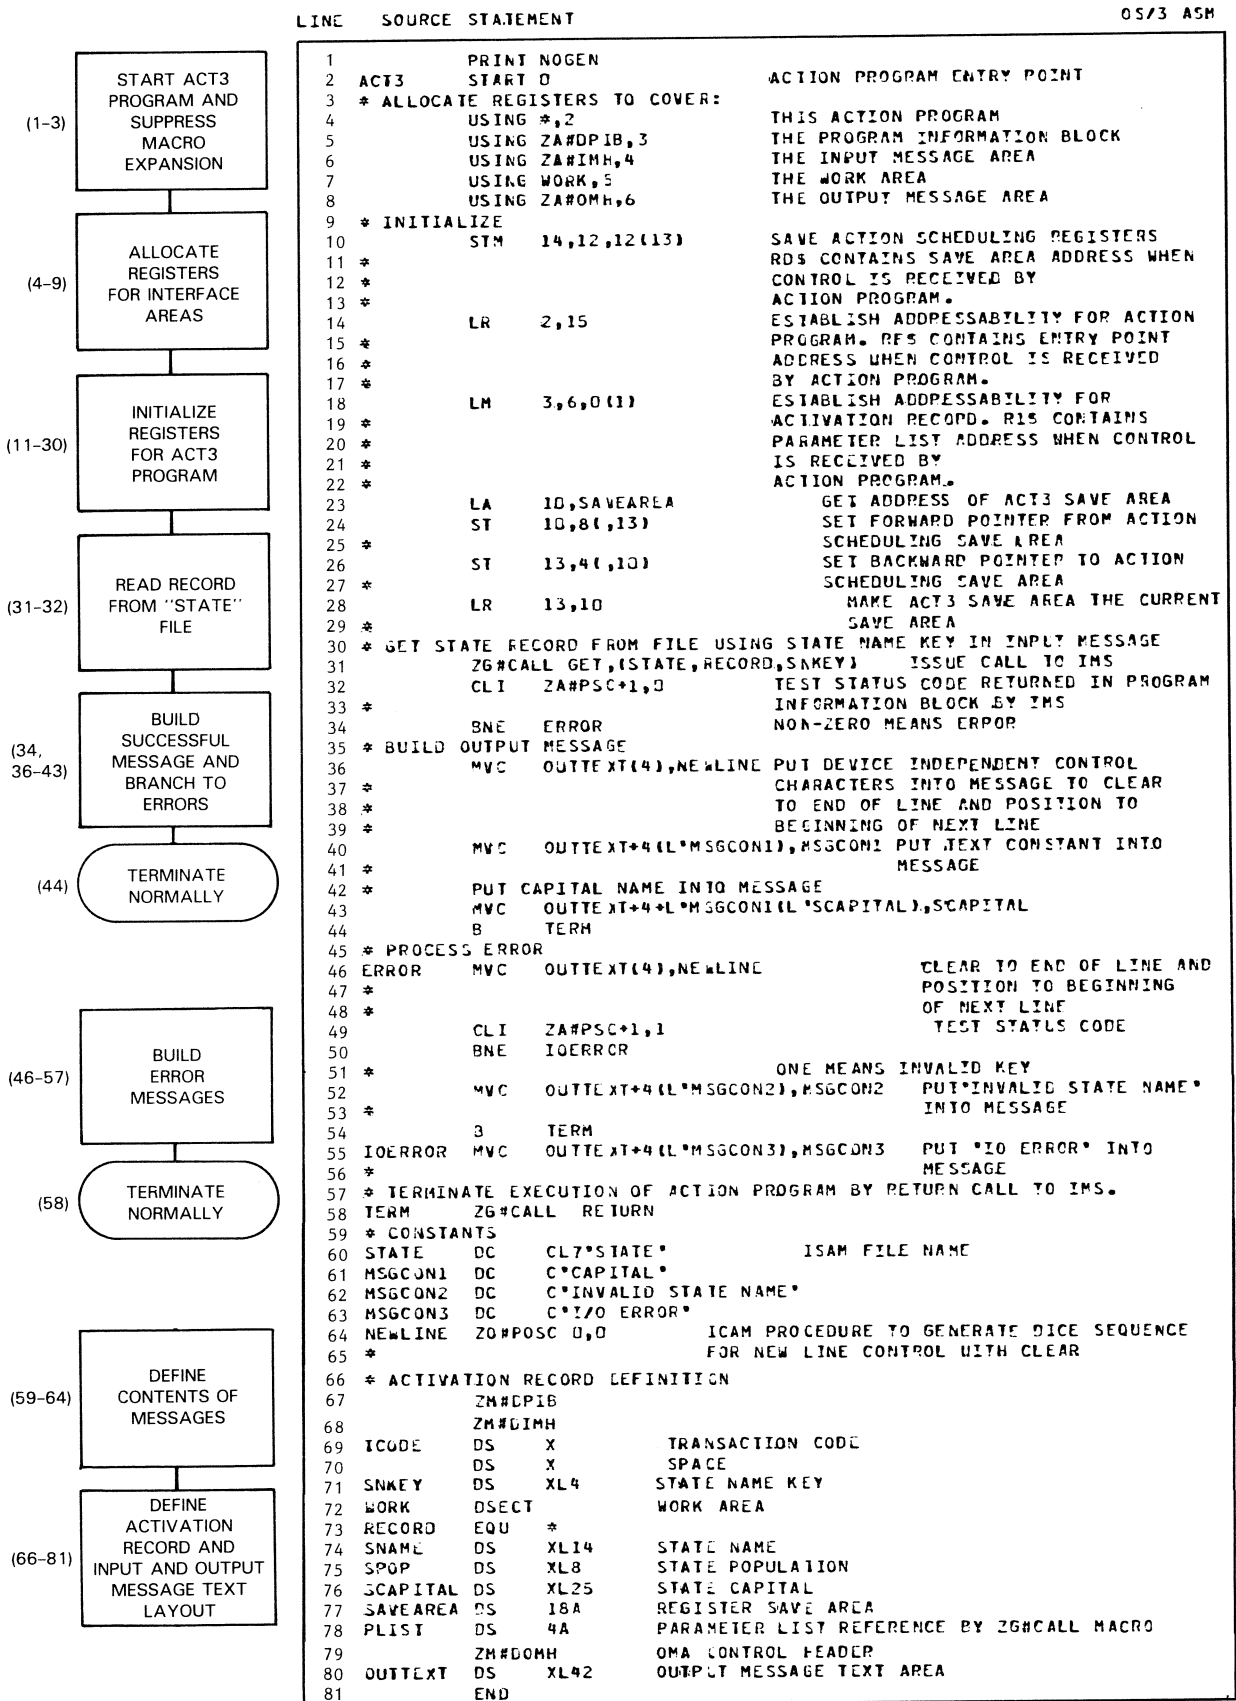 LINE SOURCE STATEMENT OS/3 ASM
(1–3)
START ACT3
PROGRAM AND
SUPPRESS
MACRO
EXPANSION
(4–9)
ALLOCATE
REGISTERS
FOR INTERFACE
AREAS
(11–30)
INITIALIZE
REGISTERS
FOR ACT3
PROGRAM
(31–32)
READ RECORD
FROM "STATE"
FILE
(34,
36–43)
BUILD
SUCCESSFUL
MESSAGE AND
BRANCH TO
ERRORS
(44)
TERMINATE
NORMALLY
(46–57)
BUILD
ERROR
MESSAGES
(58)
TERMINATE
NORMALLY
(59–64)
DEFINE
CONTENTS OF
MESSAGES
(66–81)
DEFINE
ACTIVATION
RECORD AND
INPUT AND OUTPUT
MESSAGE TEXT
LAYOUT
1 PRINT NOGEN
2 ACT3 START 0 ACTION PROGRAM ENTRY POINT
3 * ALLOCATE REGISTERS TO COVER:
4 USING *,2 THIS ACTION PROGRAM
5 USING ZA#DPIB,3 THE PROGRAM INFORMATION BLOCK
6 USING ZA#IMH,4 THE INPUT MESSAGE AREA
7 USING WORK,5 THE WORK AREA
8 USING ZA#OMH,6 THE OUTPUT MESSAGE AREA
9 * INITIALIZE
10 STM 14,12,12(13) SAVE ACTION SCHEDULING REGISTERS
11 * RD$ CONTAINS SAVE AREA ADDRESS WHEN
12 * CONTROL IS RECEIVED BY
13 * ACTION PROGRAM.
14 LR 2,15 ESTABLISH ADDRESSABILITY FOR ACTION
15 * PROGRAM. RF$ CONTAINS ENTRY POINT
16 * ADDRESS WHEN CONTROL IS RECEIVED
17 * BY ACTION PROGRAM.
18 LM 3,6,0(1) ESTABLISH ADDRESSABILITY FOR
19 * ACTIVATION RECORD. R1$ CONTAINS
20 * PARAMETER LIST ADDRESS WHEN CONTROL
21 * IS RECEIVED BY
22 * ACTION PROGRAM.
23 LA 10,SAVEAREA GET ADDRESS OF ACT3 SAVE AREA
24 ST 10,8(,13) SET FORWARD POINTER FROM ACTION
25 * SCHEDULING SAVE AREA
26 ST 13,4(,10) SET BACKWARD POINTER TO ACTION
27 * SCHEDULING SAVE AREA
28 LR 13,10 MAKE ACT3 SAVE AREA THE CURRENT
29 * SAVE AREA
30 * GET STATE RECORD FROM FILE USING STATE NAME KEY IN INPUT MESSAGE
31 ZG#CALL GET,(STATE,RECORD,SNKEY) ISSUE CALL TO IMS
32 CLI ZA#PSC+1,0 TEST STATUS CODE RETURNED IN PROGRAM
33 * INFORMATION BLOCK BY IMS
34 BNE ERROR NON-ZERO MEANS ERROR
35 * BUILD OUTPUT MESSAGE
36 MVC OUTTEXT(4),NEWLINE PUT DEVICE INDEPENDENT CONTROL
37 * CHARACTERS INTO MESSAGE TO CLEAR
38 * TO END OF LINE AND POSITION TO
39 * BEGINNING OF NEXT LINE
40 MVC OUTTEXT+4(L'MSGCON1),MSGCON1 PUT TEXT CONSTANT INTO
41 * MESSAGE
42 * PUT CAPITAL NAME INTO MESSAGE
43 MVC OUTTEXT+4+L'MSGCON1(L'SCAPITAL),SCAPITAL
44 B TERM
45 * PROCESS ERROR
46 ERROR MVC OUTTEXT(4),NEWLINE CLEAR TO END OF LINE AND
47 * POSITION TO BEGINNING
48 * OF NEXT LINE
49 CLI ZA#PSC+1,1 TEST STATUS CODE
50 BNE IOERROR
51 * ONE MEANS INVALID KEY
52 MVC OUTTEXT+4(L'MSGCON2),MSGCON2 PUT'INVALID STATE NAME'
53 * INTO MESSAGE
54 B TERM
55 IOERROR MVC OUTTEXT+4(L'MSGCON3),MSGCON3 PUT 'IO ERROR' INTO
56 * MESSAGE
57 * TERMINATE EXECUTION OF ACTION PROGRAM BY RETURN CALL TO IMS.
58 TERM ZG#CALL RETURN
59 * CONSTANTS
60 STATE DC CL7'STATE' ISAM FILE NAME
61 MSGCON1 DC C'CAPITAL'
62 MSGCON2 DC C'INVALID STATE NAME'
63 MSGCON3 DC C'I/O ERROR'
64 NEWLINE ZO#POSC 0,0 ICAM PROCEDURE TO GENERATE DICE SEQUENCE
65 * FOR NEW LINE CONTROL WITH CLEAR
66 * ACTIVATION RECORD DEFINITION
67 ZM#DPIB
68 ZM#DIMH
69 ICODE DS X TRANSACTION CODE
70 DS X SPACE
71 SNKEY DS XL4 STATE NAME KEY
72 WORK DSECT WORK AREA
73 RECORD EQU *
74 SNAME DS XL14 STATE NAME
75 SPOP DS XL8 STATE POPULATION
76 SCAPITAL DS XL25 STATE CAPITAL
77 SAVEAREA DS 18A REGISTER SAVE AREA
78 PLIST DS 4A PARAMETER LIST REFERENCE BY ZG#CALL MACRO
79 ZM#DOMH OMA CONTROL HEADER
80 OUTTEXT DS XL42 OUTPUT MESSAGE TEXT AREA
81 END